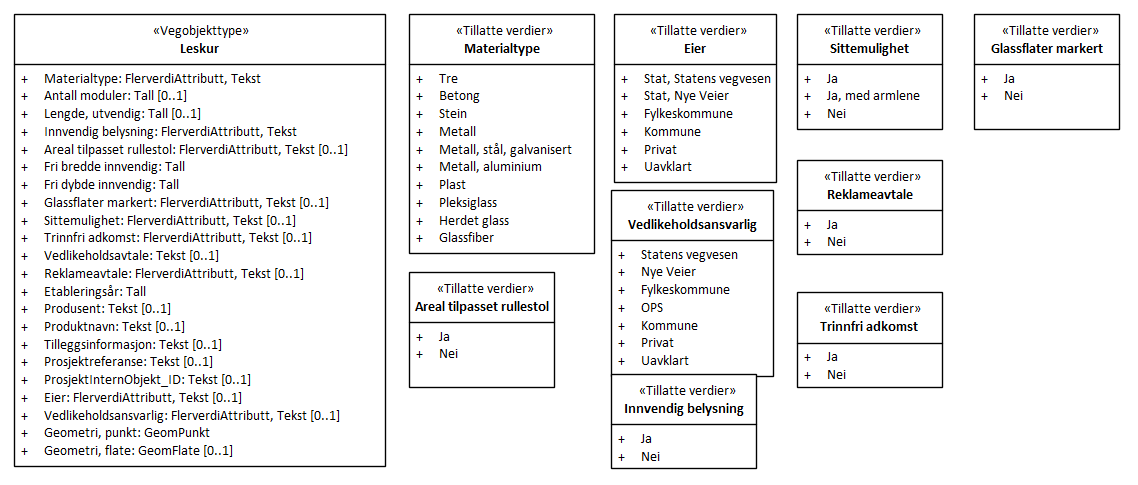 «Vegobjekttype»
Leskur
+ Materialtype: FlerverdiAttributt, Tekst
+ Antall moduler: Tall [0..1]
+ Lengde, utvendig: Tall [0..1]
+ Innvendig belysning: FlerverdiAttributt, Tekst
+ Areal tilpasset rullestol: FlerverdiAttributt, Tekst [0..1]
+ Fri bredde innvendig: Tall
+ Fri dybde innvendig: Tall
+ Glassflater markert: FlerverdiAttributt, Tekst [0..1]
+ Sittemulighet: FlerverdiAttributt, Tekst [0..1]
+ Trinnfri adkomst: FlerverdiAttributt, Tekst [0..1]
+ Vedlikeholdsavtale: Tekst [0..1]
+ Reklameavtale: FlerverdiAttributt, Tekst [0..1]
+ Etableringsår: Tall
+ Produsent: Tekst [0..1]
+ Produktnavn: Tekst [0..1]
+ Tilleggsinformasjon: Tekst [0..1]
+ Prosjektreferanse: Tekst [0..1]
+ ProsjektInternObjekt_ID: Tekst [0..1]
+ Eier: FlerverdiAttributt, Tekst [0..1]
+ Vedlikeholdsansvarlig: FlerverdiAttributt, Tekst [0..1]
+ Geometri, punkt: GeomPunkt
+ Geometri, flate: GeomFlate [0..1]
«Tillatte verdier»
Materialtype
+ Tre
+ Betong
+ Stein
+ Metall
+ Metall, stål, galvanisert
+ Metall, aluminium
+ Plast
+ Pleksiglass
+ Herdet glass
+ Glassfiber
«Tillatte verdier»
Areal tilpasset rullestol
+ Ja
+ Nei
«Tillatte verdier»
Eier
+ Stat, Statens vegvesen
+ Stat, Nye Veier
+ Fylkeskommune
+ Kommune
+ Privat
+ Uavklart
«Tillatte verdier»
Vedlikeholdsansvarlig
+ Statens vegvesen
+ Nye Veier
+ Fylkeskommune
+ OPS
+ Kommune
+ Privat
+ Uavklart
«Tillatte verdier»
Innvendig belysning
+ Ja
+ Nei
«Tillatte verdier»
Sittemulighet
+ Ja
+ Ja, med armlene
+ Nei
«Tillatte verdier»
Reklameavtale
+ Ja
+ Nei
«Tillatte verdier»
Trinnfri adkomst
+ Ja
+ Nei
«Tillatte verdier»
Glassflater markert
+ Ja
+ Nei